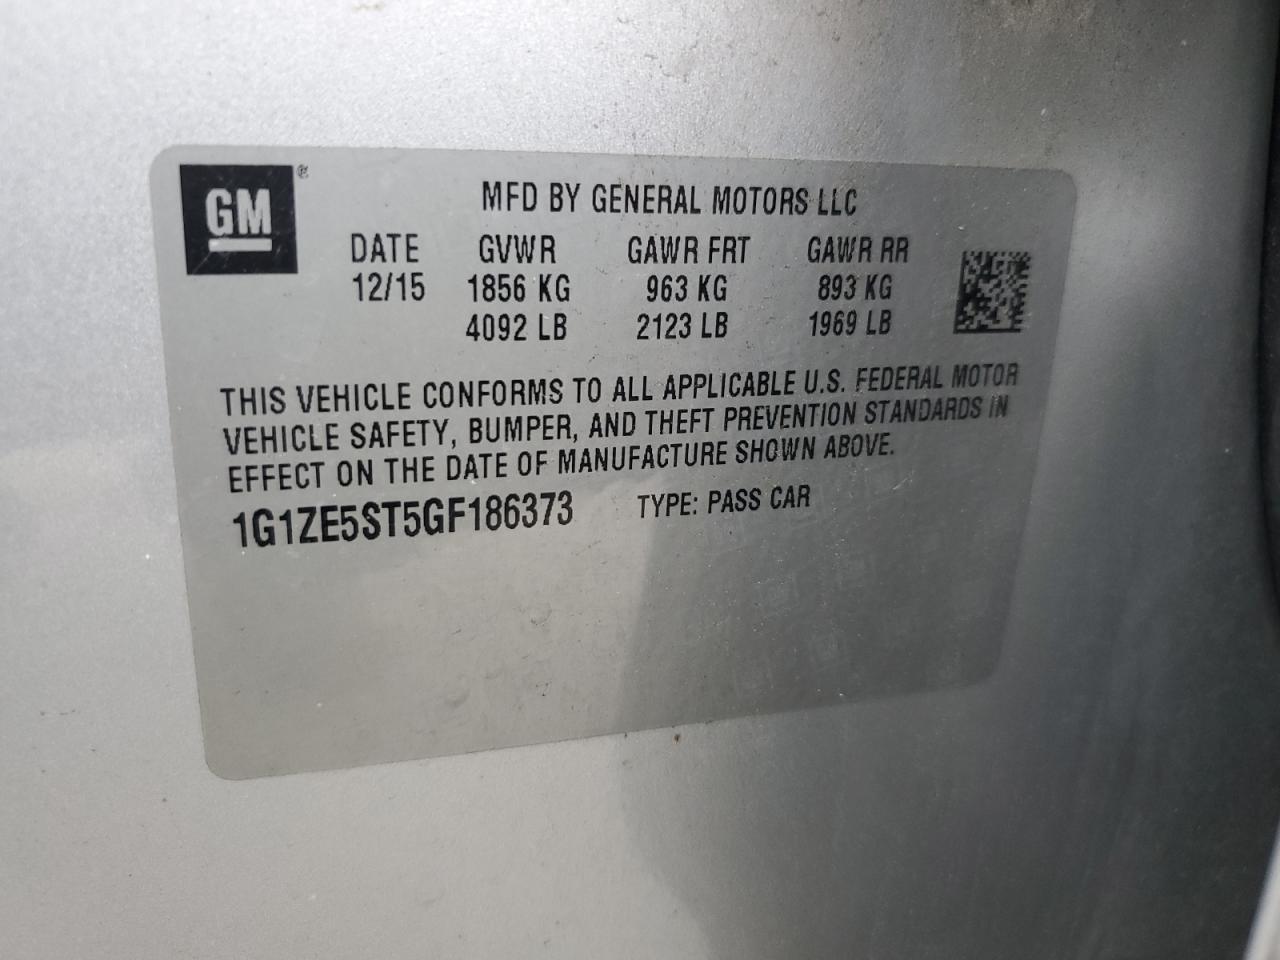 GM ®
MFD BY GENERAL MOTORS LLC
DATE GVWR GAWR FRT GAWR RR
12/15 1856 KG 963 KG 893 KG
4092 LB 2123 LB 1969 LB
THIS VEHICLE CONFORMS TO ALL APPLICABLE U.S. FEDERAL MOTOR
VEHICLE SAFETY, BUMPER, AND THEFT PREVENTION STANDARDS IN
EFFECT ON THE DATE OF MANUFACTURE SHOWN ABOVE.
1G1ZE5ST5GF186373 TYPE: PASS CAR